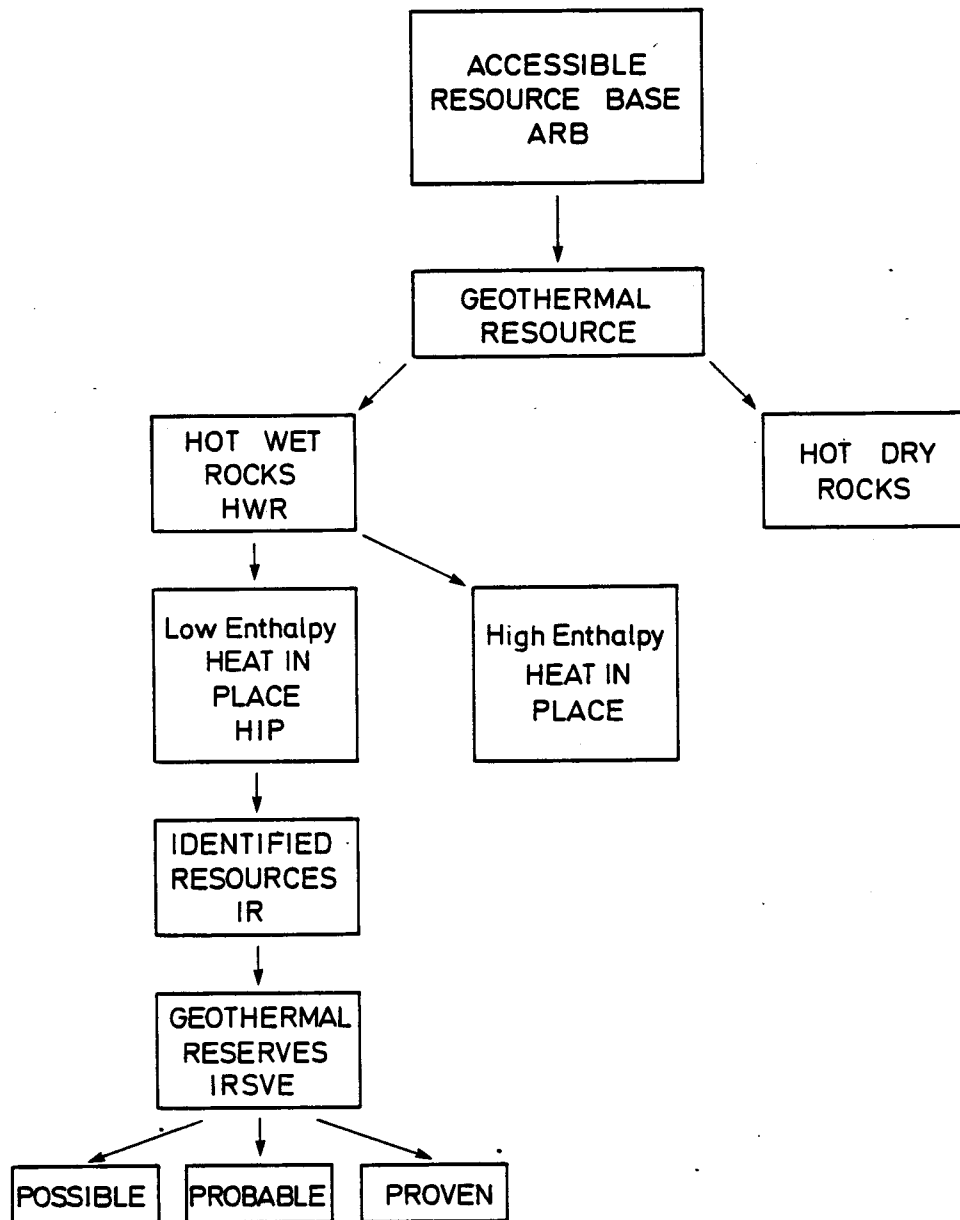 ACCESSIBLE
RESOURCE BASE
ARB
GEOTHERMAL
RESOURCE
HOT WET
ROCKS
HWR
HOT DRY
ROCKS
Low Enthalpy
HEAT IN
PLACE
HIP
High Enthalpy
HEAT IN
PLACE
IDENTIFIED
RESOURCES
IR
GEOTHERMAL
RESERVES
IRSVE
POSSIBLE
PROBABLE
PROVEN